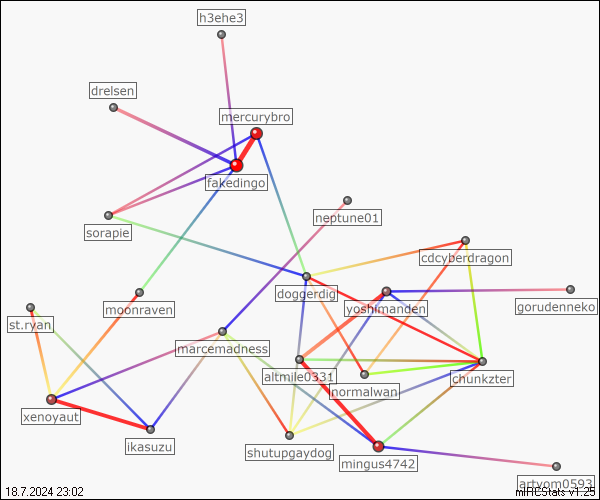 h3ehe3
drelsen
mercurybro
fakedingo
neptune01
sorapie
cdcyberdragon
doggerdig
yoshinanden
gorudenneko
moonraven
st.ryan
marcemadness
altmile0331
normalwan
chunkzter
xenoyaut
ikasuzu
shutupgaydog
mingus4742
artyom0593
18.7.2024 23:02
mIRCStats v1.25